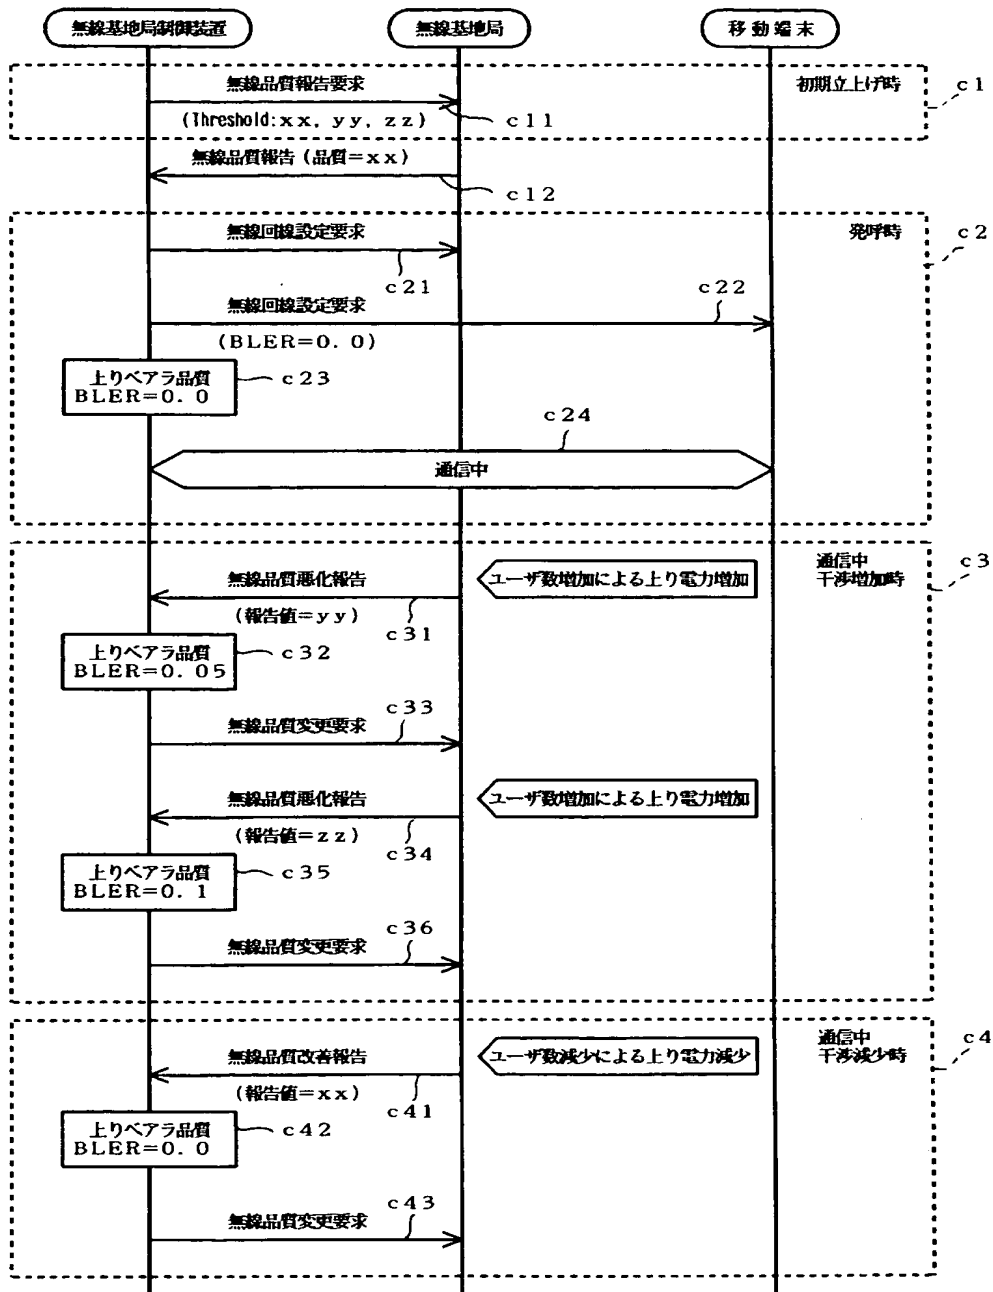 無線基地局制御装置
無線基地局
移動端末
初期立上げ時
c1
無線品質報告要求
(Threshold:xx, yy, zz)
c11
無線品質報告(品質=xx)
c12
発呼時
c2
無線回線設定要求
c21
無線回線設定要求
c22
(BLER=0.0)
上りベアラ品質
BLER=0.0
c23
c24
通信中
通信中
干渉増加時
c3
ユーザ数増加による上り電力増加
無線品質悪化報告
(報告値=yy)
c31
上りベアラ品質
BLER=0.05
c32
c33
無線品質変更要求
ユーザ数増加による上り電力増加
無線品質悪化報告
(報告値=zz)
c34
上りベアラ品質
BLER=0.1
c35
c36
無線品質変更要求
通信中
干渉減少時
c4
ユーザ数減少による上り電力減少
無線品質改善報告
(報告値=xx)
c41
上りベアラ品質
BLER=0.0
c42
c43
無線品質変更要求